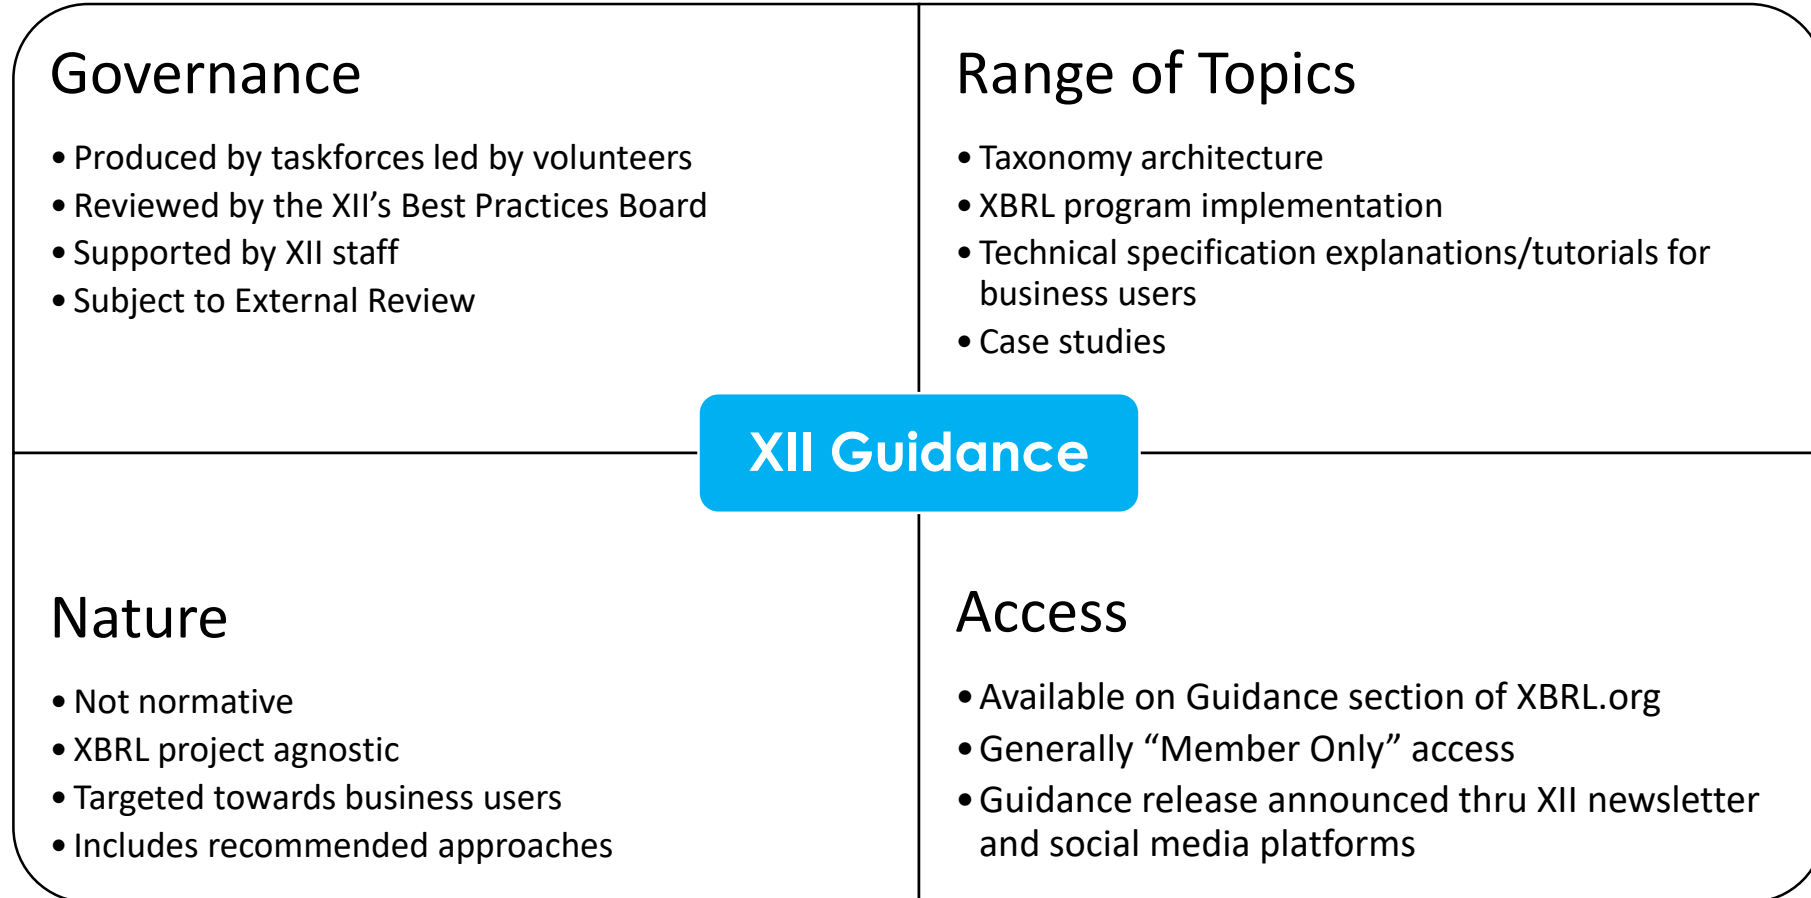 Governance
• Produced by taskforces led by volunteers
• Reviewed by the XII’s Best Practices Board
• Supported by XII staff
• Subject to External Review
Range of Topics
• Taxonomy architecture
• XBRL program implementation
• Technical specification explanations/tutorials for
business users
• Case studies
XII Guidance
Nature
• Not normative
• XBRL project agnostic
• Targeted towards business users
• Includes recommended approaches
Access
• Available on Guidance section of XBRL.org
• Generally “Member Only” access
• Guidance release announced thru XII newsletter
and social media platforms